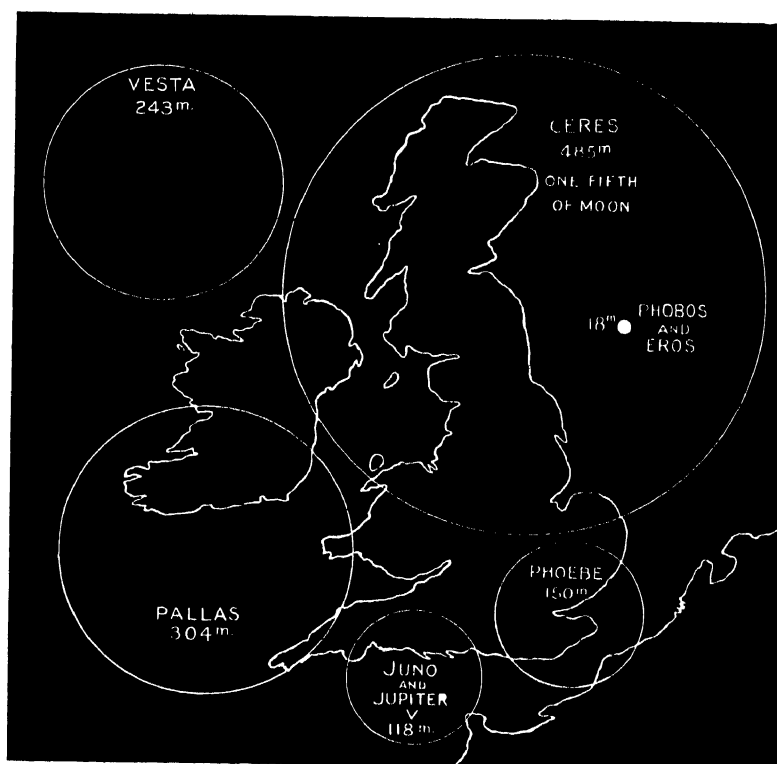 VESTA
243m.
CERES
485m
ONE FIFTH
OF MOON
18m
PHOBOS
AND
EROS
PHOEBE
150m.
PALLAS
304m.
JUNO
AND
JUPITER
V
118m.